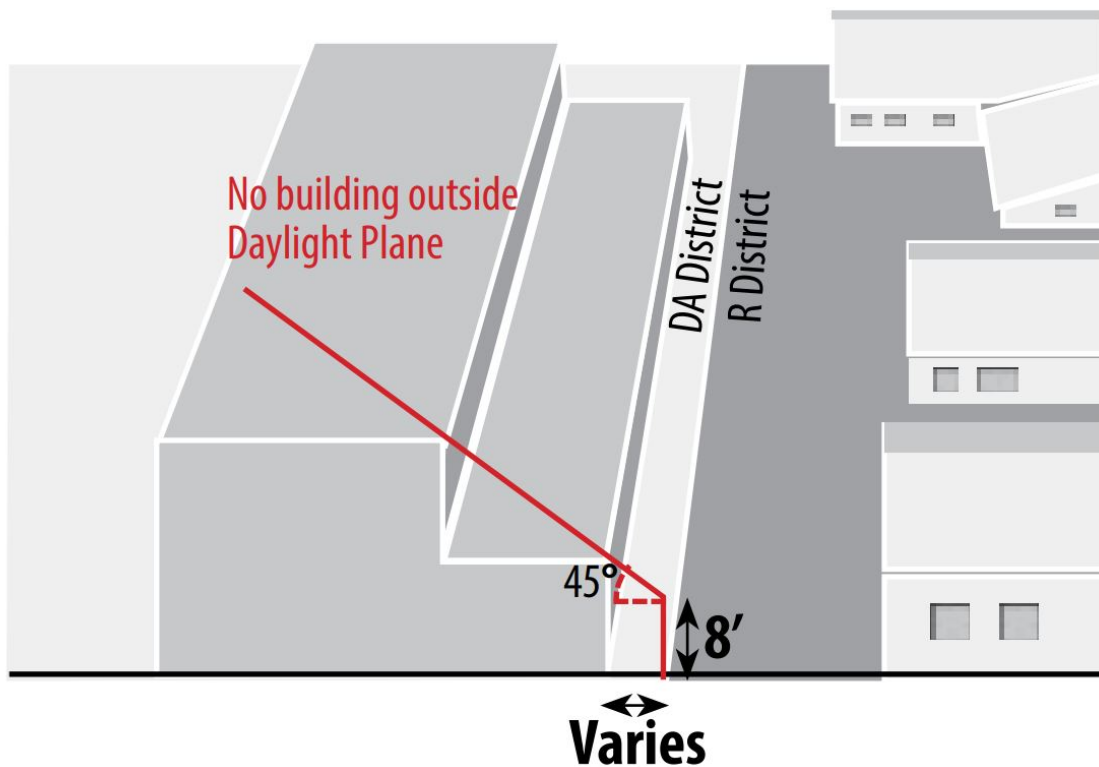 No building outside
Daylight Plane
DA District
R District
45°
8′
Varies